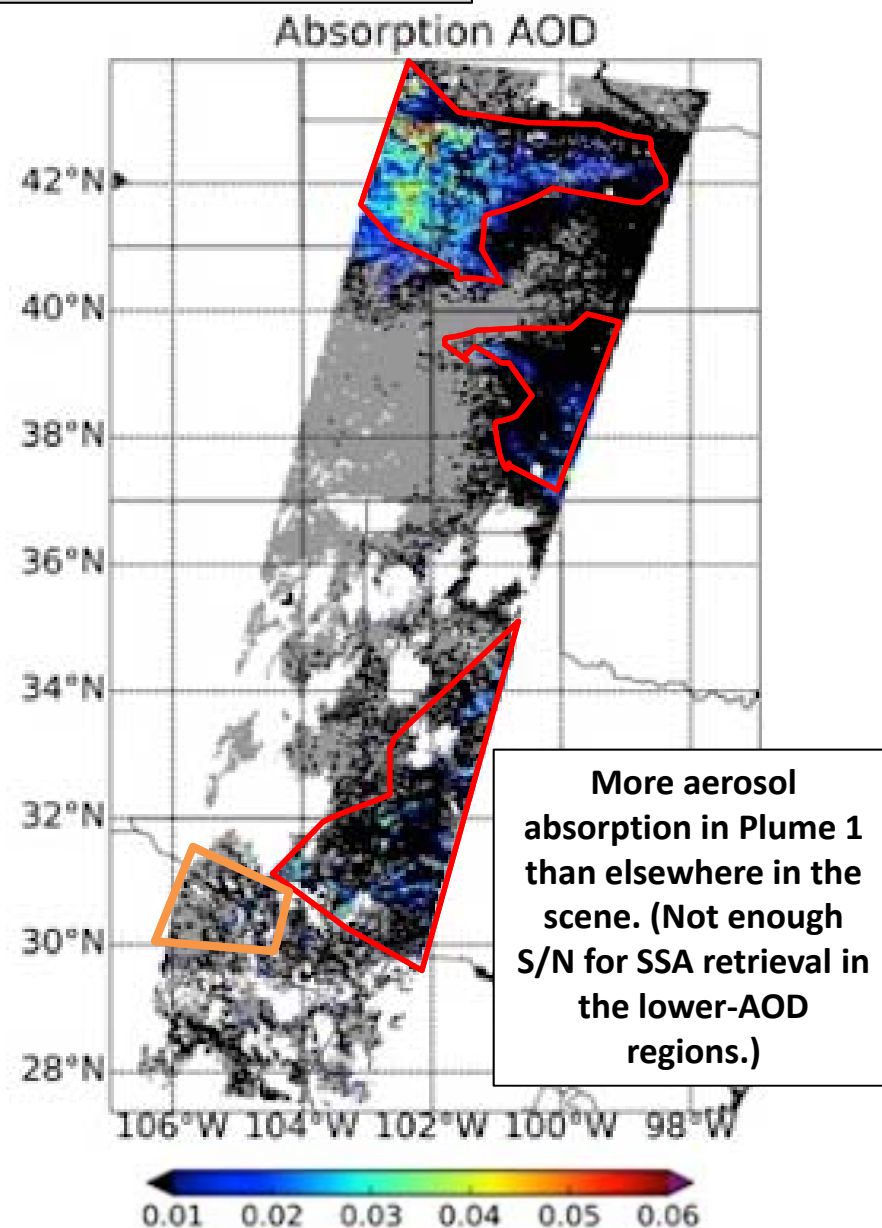 Absorption AOD
42°N
40°N
38°N
36°N
34°N
32°N
30°N
28°N
More aerosol
absorption in Plume 1
than elsewhere in the
scene. (Not enough
S/N for SSA retrieval in
the lower-AOD
regions.)
106°W 104°W 102°W 100°W 98°W
0.01 0.02 0.03 0.04 0.05 0.06